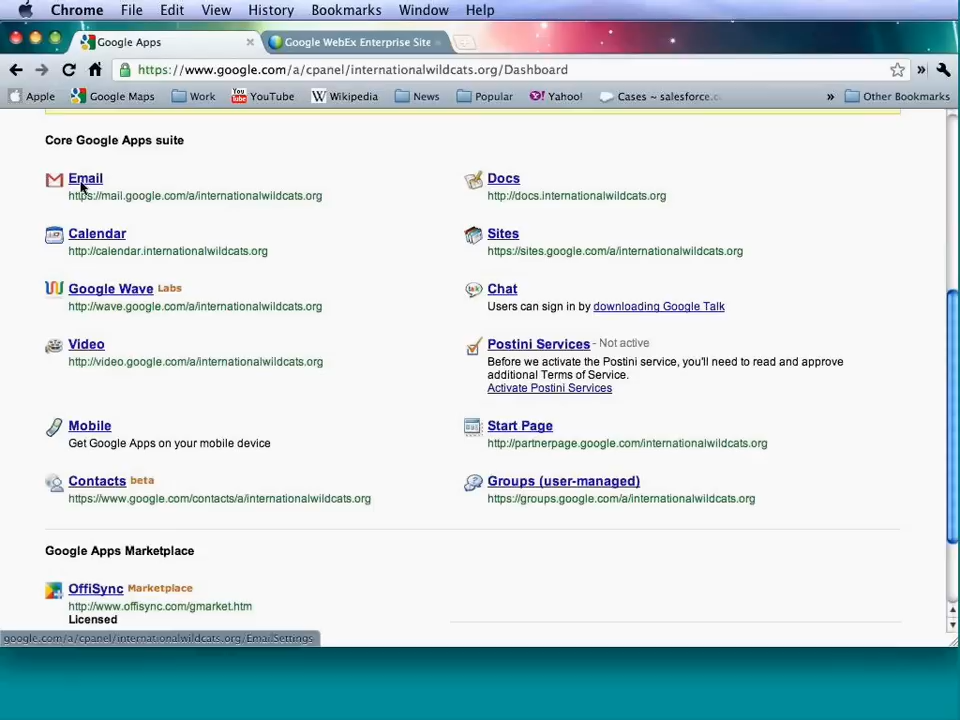 Chrome File Edit View History Bookmarks Window Help
Google Apps
Google WebEx Enterprise Site
https://www.google.com/a/cpanel/internationalwildcats.org/Dashboard
Apple Google Maps Work YouTube Wikipedia News Popular Yahoo! Cases ~ salesforce.c » Other Bookmarks
Core Google Apps suite
Email
https://mail.google.com/a/internationalwildcats.org
Docs
http://docs.internationalwildcats.org
Calendar
http://calendar.internationalwildcats.org
Sites
https://sites.google.com/a/internationalwildcats.org
Google Wave Labs
http://wave.google.com/a/internationalwildcats.org
Chat
Users can sign in by downloading Google Talk
Video
http://video.google.com/a/internationalwildcats.org
Postini Services - Not active
Before we activate the Postini service, you'll need to read and approve
additional Terms of Service.
Activate Postini Services
Mobile
Get Google Apps on your mobile device
Start Page
http://partnerpage.google.com/internationalwildcats.org
Contacts beta
https://www.google.com/contacts/a/internationalwildcats.org
Groups (user-managed)
https://groups.google.com/a/internationalwildcats.org
Google Apps Marketplace
OffiSync Marketplace
http://www.offisync.com/gmarket.htm
Licensed
google.com/a/cpanel/internationalwildcats.org/EmailSettings